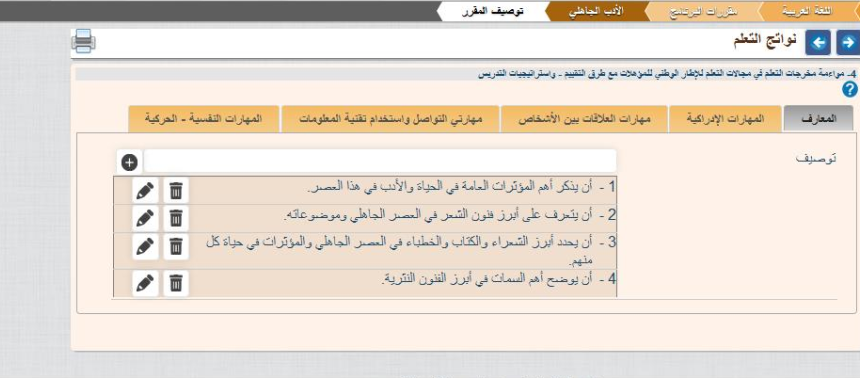 اللغة العربية
مقررات البرنامج
الأدب الجاهلي
توصيف المقرر
نواتج التعلم
4ـ مواءمة مخرجات التعلم في مجالات التعلم للإطار الوطني للمؤهلات مع طرق التقييم ـ واستراتيجيات التدريس
المعارف
المهارات الإدراكية
مهارات العلاقات بين الأشخاص
مهارتي التواصل واستخدام تقنية المعلومات
المهارات النفسية - الحركية
توصيف
1 - أن يذكر أهم المؤثرات العامة في الحياة والأدب في هذا العصر.
2 - أن يتعرف على أبرز فنون الشعر في العصر الجاهلي وموضوعاته.
3 - أن يحدد أبرز الشعراء والكتاب والخطباء في العصر الجاهلي والمؤثرات في حياة كل
منهم.
4 - أن يوضح أهم السمات في أبرز الفنون النثرية.